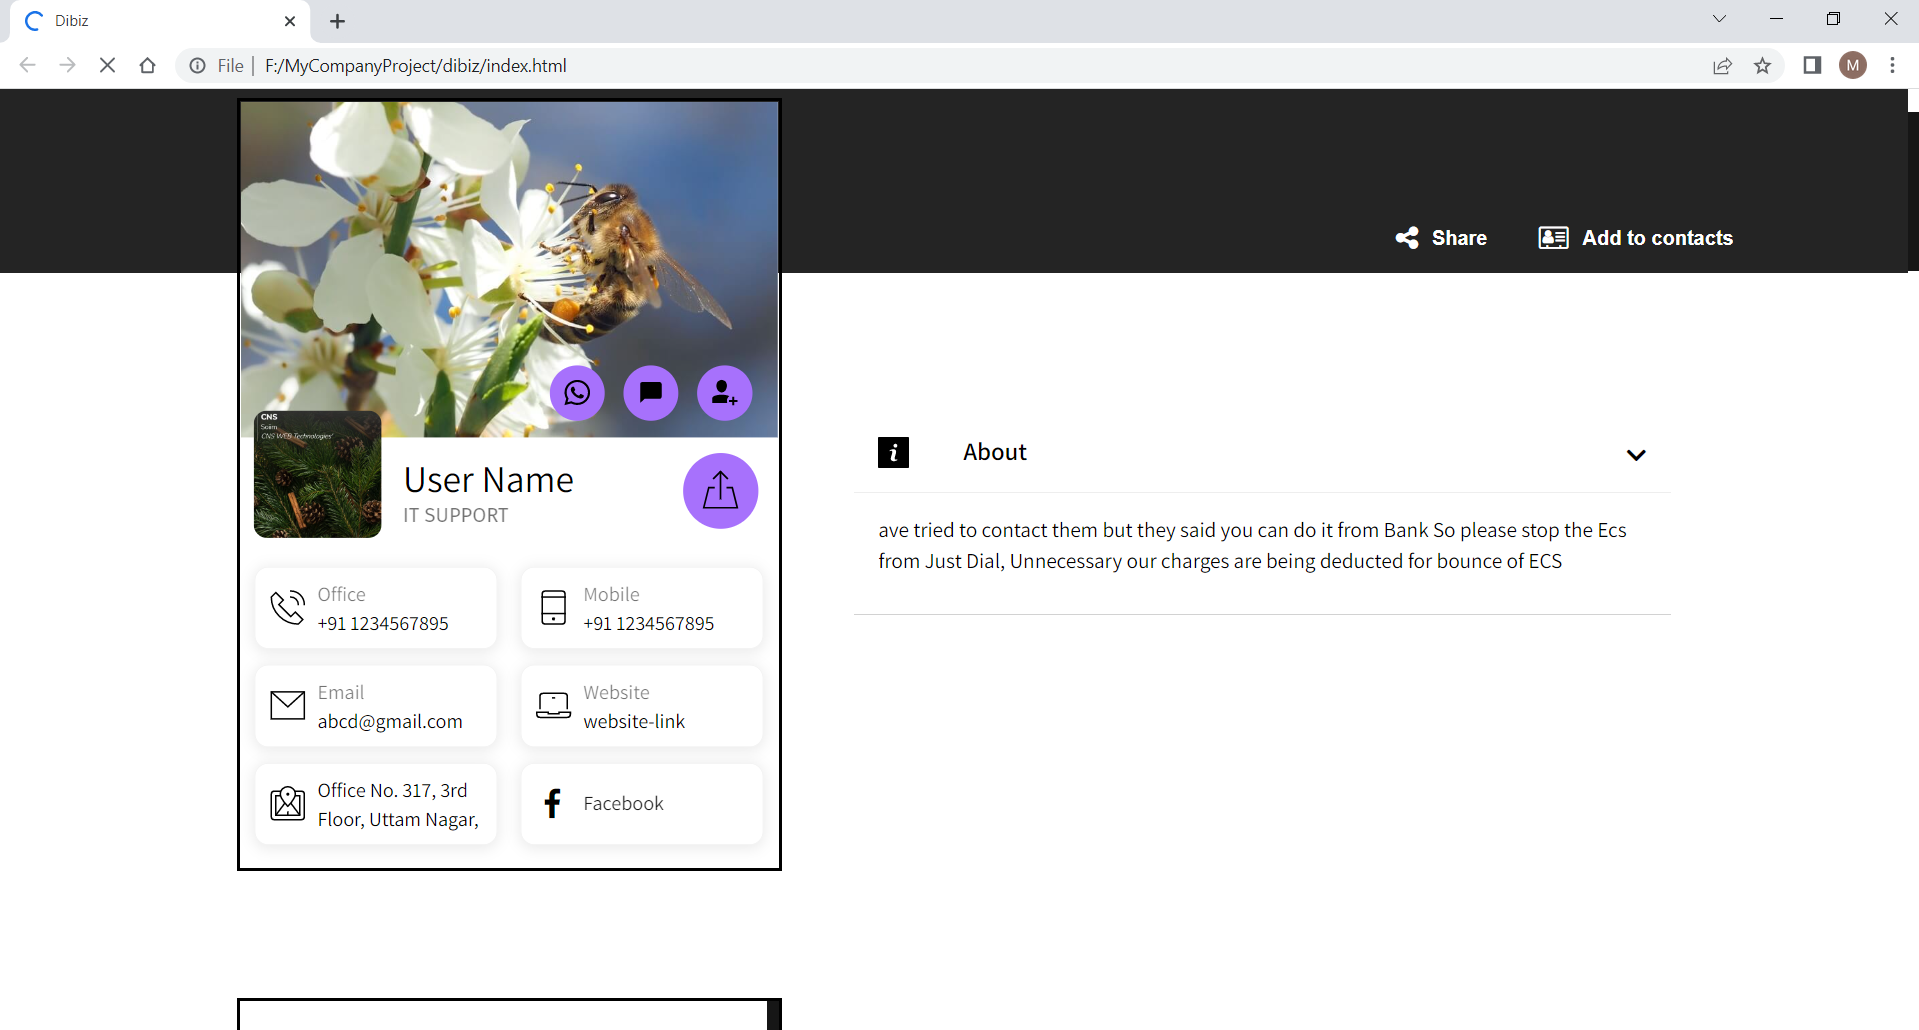 Dibiz
File | F:/MyCompanyProject/dibiz/index.html
M
Share
Add to contacts
CNS
Soiim
CNS WEB Technologies'
User Name
IT SUPPORT
Office
+91 1234567895
Mobile
+91 1234567895
Email
abcd@gmail.com
Website
website-link
Office No. 317, 3rd
Floor, Uttam Nagar,
Facebook
i
About
ave tried to contact them but they said you can do it from Bank So please stop the Ecs
from Just Dial, Unnecessary our charges are being deducted for bounce of ECS